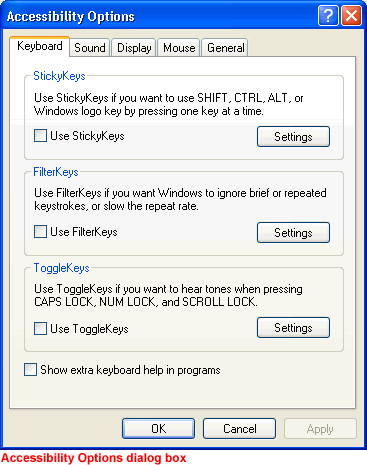 Accessibility Options
Keyboard Sound Display Mouse General
StickyKeys
Use StickyKeys if you want to use SHIFT, CTRL, ALT, or
Windows logo key by pressing one key at a time.
Use StickyKeys Settings
FilterKeys
Use FilterKeys if you want Windows to ignore brief or repeated
keystrokes, or slow the repeat rate.
Use FilterKeys Settings
ToggleKeys
Use ToggleKeys if you want to hear tones when pressing
CAPS LOCK, NUM LOCK, and SCROLL LOCK.
Use ToggleKeys Settings
Show extra keyboard help in programs
OK Cancel Apply
Accessibility Options dialog box